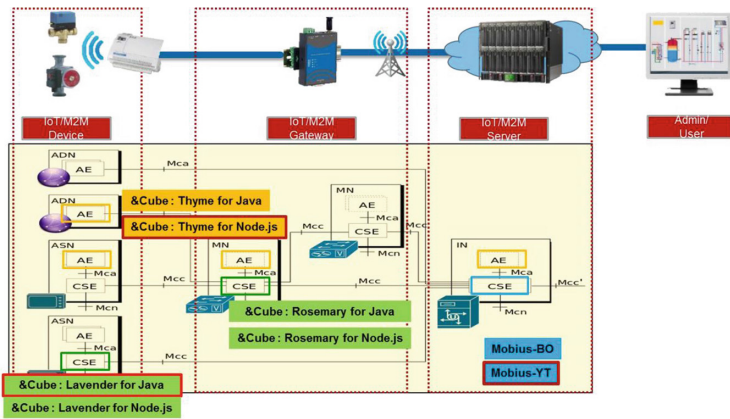 IoT/M2M
Device
IoT/M2M
Gateway
IoT/M2M
Server
Admin/
User
ADN
AE
Mca
ADN
AE
&Cube : Thyme for Java
&Cube : Thyme for Node.js
MN
AE
Mca
CSE
Mcc
Mcc
Mcn
ASN
AE
Mca
CSE
Mcn
Mcc
MN
AE
Mca
CSE
Mcc
IN
AE
Mca
CSE
Mcn
Mcc'
&Cube : Rosemary for Java
&Cube : Rosemary for Node.js
ASN
AE
Mca
CSE
Mcc
Mobius-BO
Mobius-YT
&Cube : Lavender for Java
&Cube : Lavender for Node.js